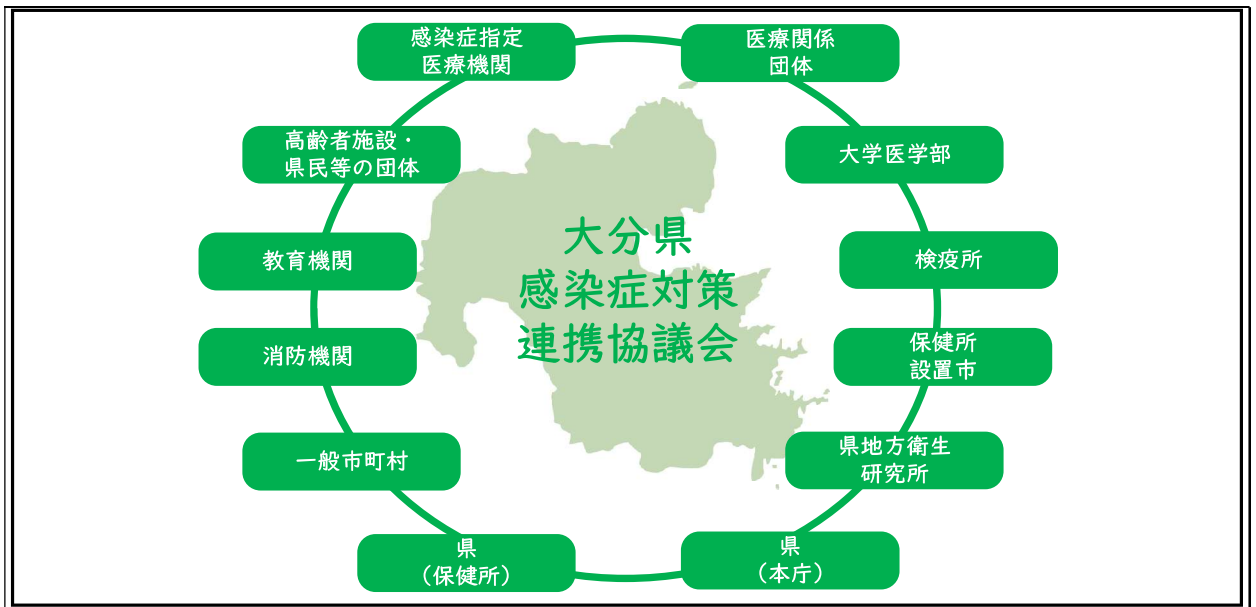 感染症指定
医療機関
医療関係
団体
高齢者施設・
県民等の団体
大学医学部
大分県
感染症対策
連携協議会
教育機関
検疫所
消防機関
保健所
設置市
一般市町村
県地方衛生
研究所
県
（保健所）
県
（本庁）